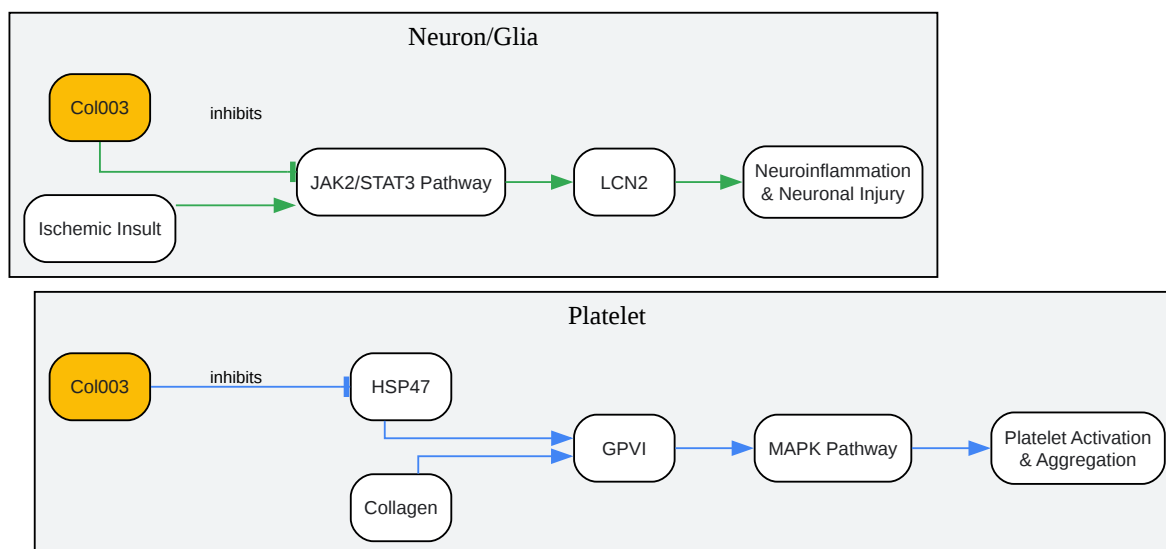 Neuron/Glia
Col003
inhibits
JAK2/STAT3 Pathway
LCN2
Neuroinflammation
& Neuronal Injury
Ischemic Insult
Platelet
Col003
inhibits
HSP47
GPVI
MAPK Pathway
Platelet Activation
& Aggregation
Collagen